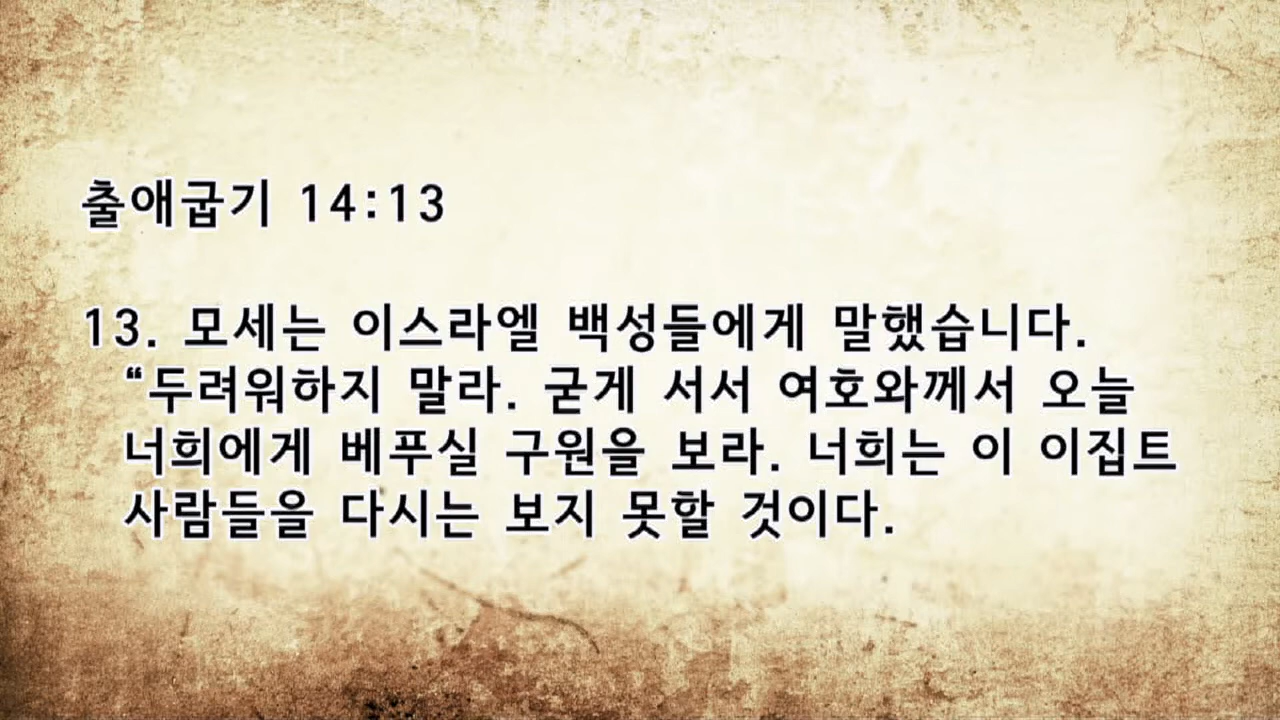 출애굽기 14:13
13. 모세는 이스라엘 백성들에게 말했습니다.
“두려워하지 말라. 굳게 서서 여호와께서 오늘
너희에게 베푸실 구원을 보라. 너희는 이 이집트
사람들을 다시는 보지 못할 것이다.